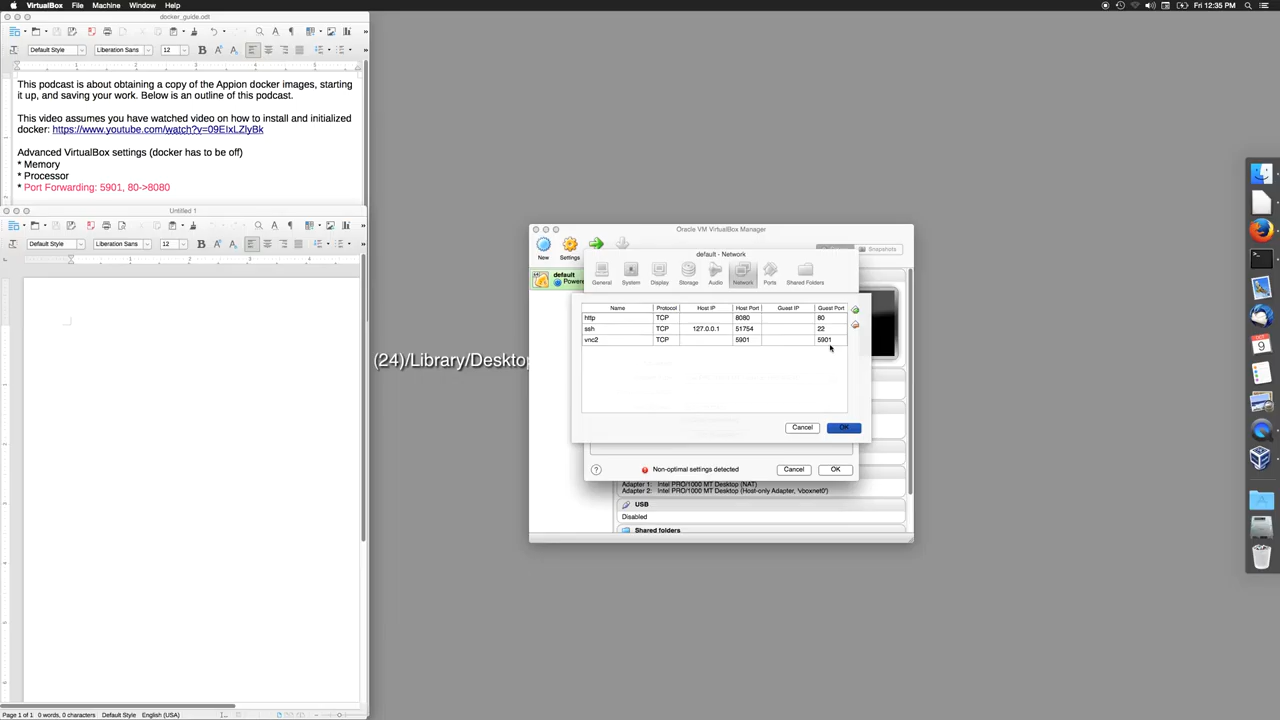 VirtualBox File Machine Window Help
Fri 12:35 PM
docker_guide.odt
Default Style Liberation Sans 12
This podcast is about obtaining a copy of the Appion docker images, starting
it up, and saving your work. Below is an outline of this podcast.
This video assumes you have watched video on how to install and initialized
docker: https://www.youtube.com/watch?v=09EIxLZlyBk
Advanced VirtualBox settings (docker has to be off)
* Memory
* Processor
* Port Forwarding: 5901, 80->8080
Untitled 1
Default Style Liberation Sans 12
Page 1 of 1 0 words, 0 characters Default Style English (USA)
(24)/Library/Desktop
Oracle VM VirtualBox Manager
New Settings
Snapshots
default
default - Network
General System Display Storage Audio Network Ports Shared Folders
Name Protocol Host IP Host Port Guest IP Guest Port
http TCP 8080 80
ssh TCP 127.0.0.1 51754 22
vnc2 TCP 5901 5901
Cancel OK
? Non-optimal settings detected Cancel OK
Adapter 1: Intel PRO/1000 MT Desktop (NAT)
Adapter 2: Intel PRO/1000 MT Desktop (Host-only Adapter, 'vboxnet0')
USB
Disabled
Shared folders
9